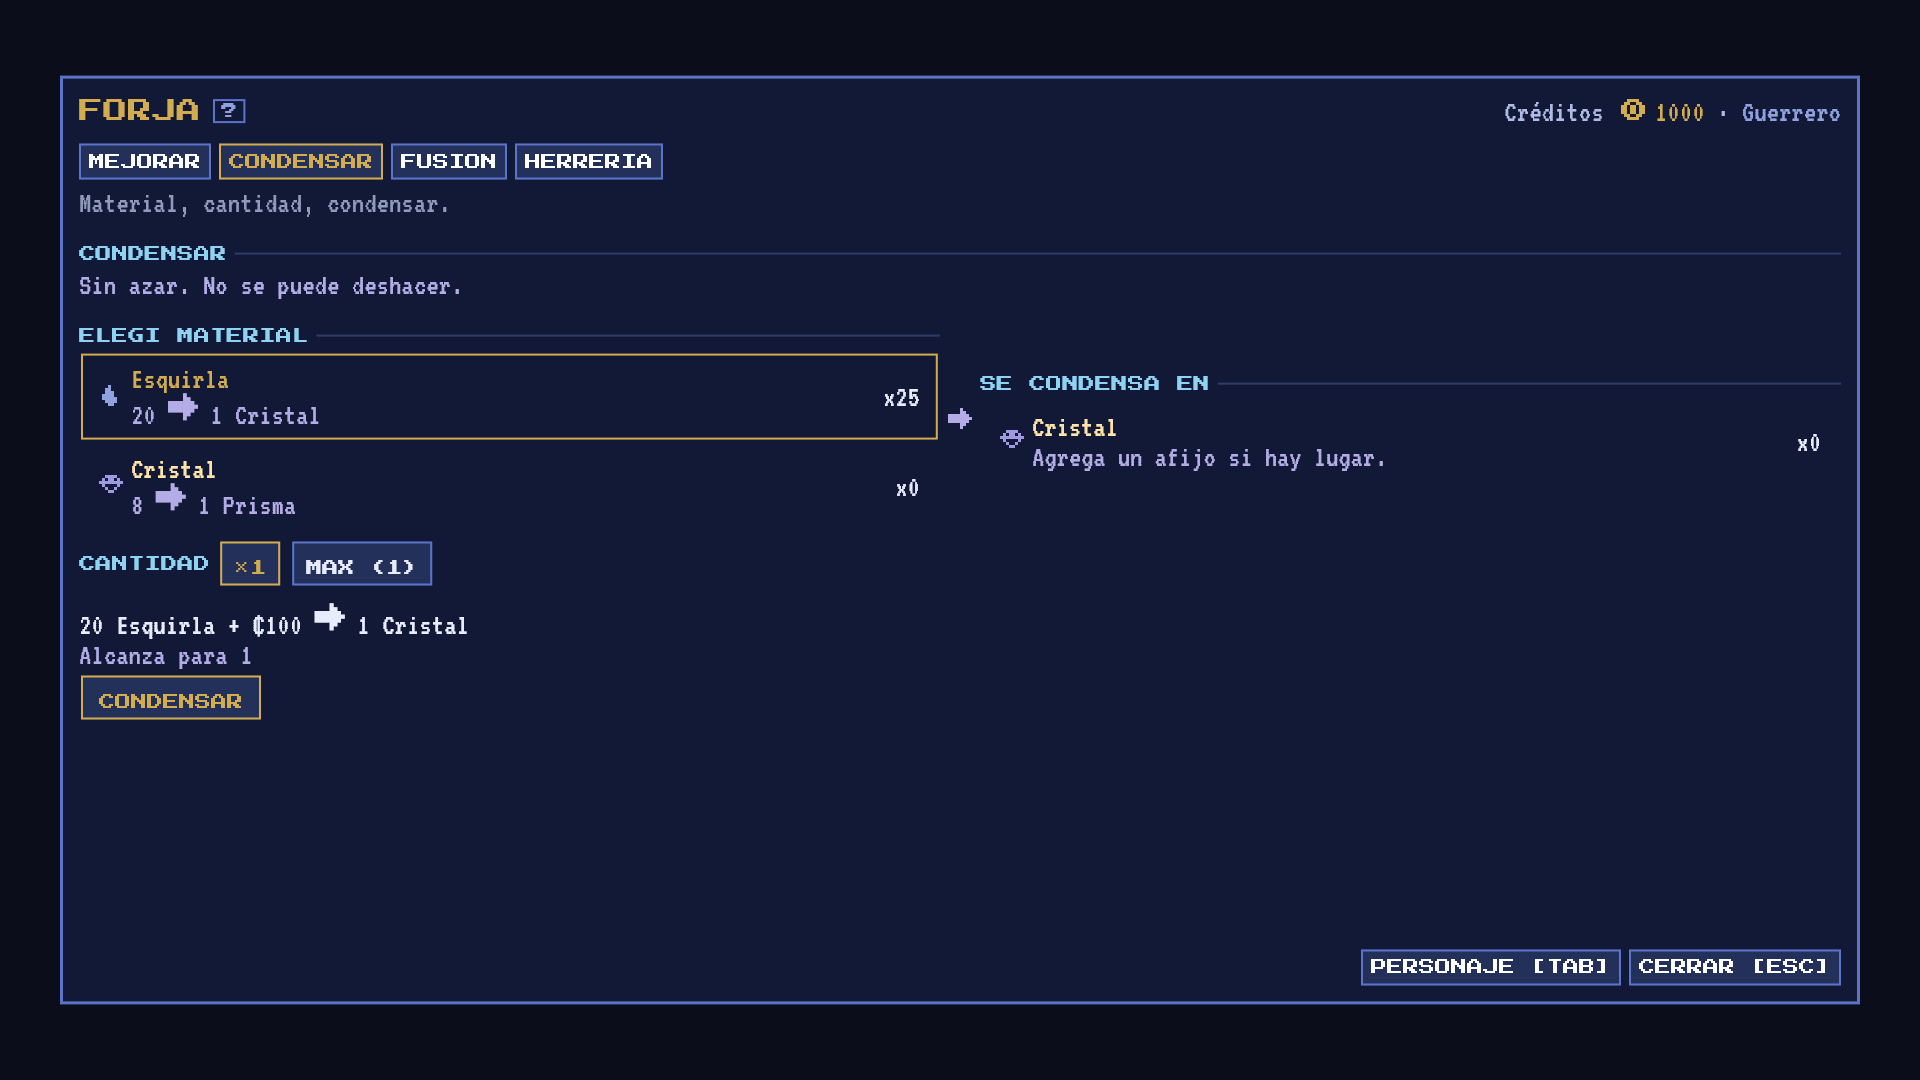 FORJA ?
Créditos 1000 · Guerrero
MEJORAR CONDENSAR FUSION HERRERIA
Material, cantidad, condensar.
CONDENSAR
Sin azar. No se puede deshacer.
ELEGI MATERIAL
Esquirla
20 → 1 Cristal
x25
Cristal
8 → 1 Prisma
x0
SE CONDENSA EN
Cristal
Agrega un afijo si hay lugar.
x0
CANTIDAD ×1 MAX (1)
20 Esquirla + ₵100 → 1 Cristal
Alcanza para 1
CONDENSAR
PERSONAJE [TAB] CERRAR [ESC]